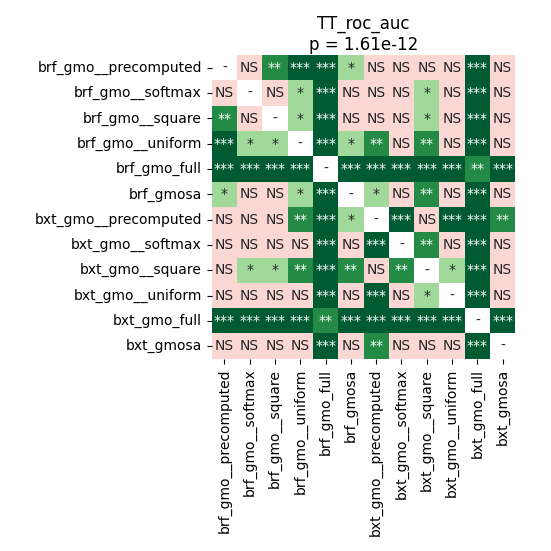 TT_roc_auc
p = 1.61e-12
brf_gmo__precomputed - NS ** *** *** * NS NS NS NS *** NS
brf_gmo__softmax NS - NS * *** NS NS NS * NS *** NS
brf_gmo__square ** NS - * *** NS NS NS * NS *** NS
brf_gmo__uniform *** * * - *** * ** NS ** NS *** NS
brf_gmo_full *** *** *** *** - *** *** *** *** *** ** ***
brf_gmosa * NS NS * *** - * NS ** NS *** NS
bxt_gmo__precomputed NS NS NS ** *** * - *** NS *** *** **
bxt_gmo__softmax NS NS NS NS *** NS *** - ** NS *** NS
bxt_gmo__square NS * * ** *** ** NS ** - * *** NS
bxt_gmo__uniform NS NS NS NS *** NS *** NS * - *** NS
bxt_gmo_full *** *** *** *** ** *** *** *** *** *** - ***
bxt_gmosa NS NS NS NS *** NS ** NS NS NS *** -
brf_gmo__precomputed
brf_gmo__softmax
brf_gmo__square
brf_gmo__uniform
brf_gmo_full
brf_gmosa
bxt_gmo__precomputed
bxt_gmo__softmax
bxt_gmo__square
bxt_gmo__uniform
bxt_gmo_full
bxt_gmosa